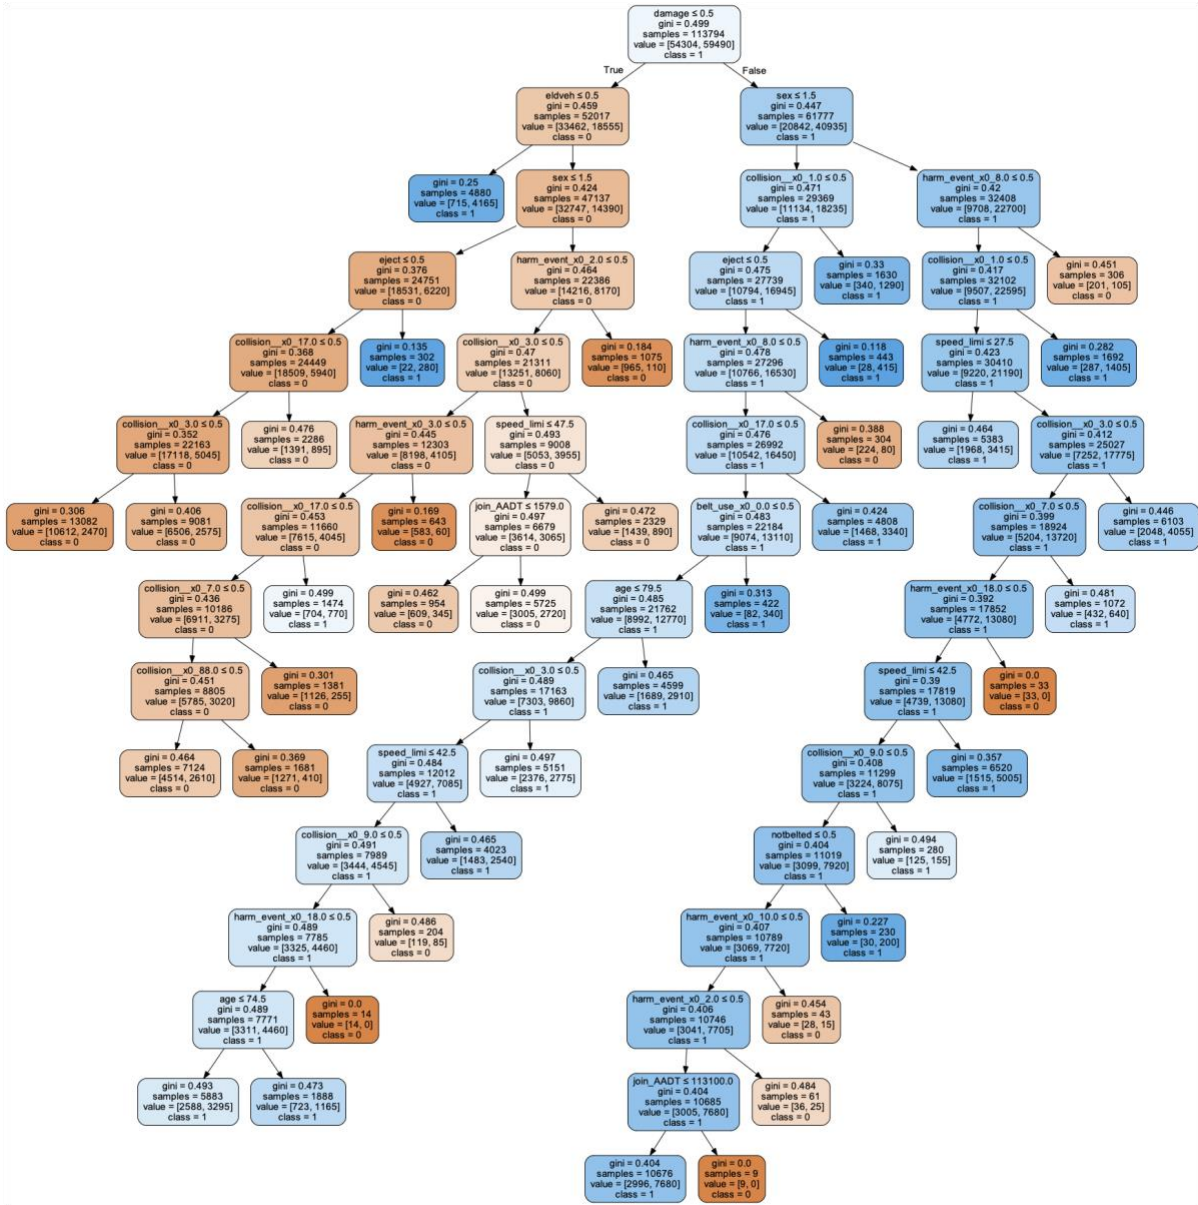 damage ≤ 0.5
gini = 0.499
samples = 113794
value = [54304, 59490]
class = 1
True
False
eldveh ≤ 0.5
gini = 0.459
samples = 52017
value = [33462, 18555]
class = 0
sex ≤ 1.5
gini = 0.447
samples = 61777
value = [20842, 40935]
class = 1
gini = 0.25
samples = 4880
value = [715, 4165]
class = 1
sex ≤ 1.5
gini = 0.424
samples = 47137
value = [32747, 14390]
class = 0
collision__x0_1.0 ≤ 0.5
gini = 0.471
samples = 29369
value = [11134, 18235]
class = 1
harm_event_x0_8.0 ≤ 0.5
gini = 0.42
samples = 32408
value = [9708, 22700]
class = 1
eject ≤ 0.5
gini = 0.376
samples = 24751
value = [18531, 6220]
class = 0
harm_event_x0_2.0 ≤ 0.5
gini = 0.464
samples = 22386
value = [14216, 8170]
class = 0
eject ≤ 0.5
gini = 0.475
samples = 27739
value = [10794, 16945]
class = 1
gini = 0.33
samples = 1630
value = [340, 1290]
class = 1
collision__x0_1.0 ≤ 0.5
gini = 0.417
samples = 32102
value = [9507, 22595]
class = 1
gini = 0.451
samples = 306
value = [201, 105]
class = 0
collision__x0_17.0 ≤ 0.5
gini = 0.368
samples = 24449
value = [18509, 5940]
class = 0
gini = 0.135
samples = 302
value = [22, 280]
class = 1
collision__x0_3.0 ≤ 0.5
gini = 0.47
samples = 21311
value = [13251, 8060]
class = 0
gini = 0.184
samples = 1075
value = [965, 110]
class = 0
harm_event_x0_8.0 ≤ 0.5
gini = 0.478
samples = 27296
value = [10766, 16530]
class = 1
gini = 0.118
samples = 443
value = [28, 415]
class = 1
speed_limi ≤ 27.5
gini = 0.423
samples = 30410
value = [9220, 21190]
class = 1
gini = 0.282
samples = 1692
value = [287, 1405]
class = 1
collision__x0_3.0 ≤ 0.5
gini = 0.352
samples = 22163
value = [17118, 5045]
class = 0
gini = 0.476
samples = 2286
value = [1391, 895]
class = 0
harm_event_x0_3.0 ≤ 0.5
gini = 0.445
samples = 12303
value = [8198, 4105]
class = 0
speed_limi ≤ 47.5
gini = 0.493
samples = 9008
value = [5053, 3955]
class = 0
collision__x0_17.0 ≤ 0.5
gini = 0.476
samples = 26992
value = [10542, 16450]
class = 1
gini = 0.388
samples = 304
value = [224, 80]
class = 0
gini = 0.464
samples = 5383
value = [1968, 3415]
class = 1
collision__x0_3.0 ≤ 0.5
gini = 0.412
samples = 25027
value = [7252, 17775]
class = 1
gini = 0.306
samples = 13082
value = [10612, 2470]
class = 0
gini = 0.406
samples = 9081
value = [6506, 2575]
class = 0
collision__x0_17.0 ≤ 0.5
gini = 0.453
samples = 11660
value = [7615, 4045]
class = 0
gini = 0.169
samples = 643
value = [583, 60]
class = 0
join_AADT ≤ 1579.0
gini = 0.497
samples = 6679
value = [3614, 3065]
class = 0
gini = 0.472
samples = 2329
value = [1439, 890]
class = 0
belt_use_x0_0.0 ≤ 0.5
gini = 0.483
samples = 22184
value = [9074, 13110]
class = 1
gini = 0.424
samples = 4808
value = [1468, 3340]
class = 1
collision__x0_7.0 ≤ 0.5
gini = 0.399
samples = 18924
value = [5204, 13720]
class = 1
gini = 0.446
samples = 6103
value = [2048, 4055]
class = 1
collision__x0_7.0 ≤ 0.5
gini = 0.436
samples = 10186
value = [6911, 3275]
class = 0
gini = 0.499
samples = 1474
value = [704, 770]
class = 1
gini = 0.462
samples = 954
value = [609, 345]
class = 0
gini = 0.499
samples = 5725
value = [3005, 2720]
class = 0
age ≤ 79.5
gini = 0.485
samples = 21762
value = [8992, 12770]
class = 1
gini = 0.313
samples = 422
value = [82, 340]
class = 1
harm_event_x0_18.0 ≤ 0.5
gini = 0.392
samples = 17852
value = [4772, 13080]
class = 1
gini = 0.481
samples = 1072
value = [432, 640]
class = 1
collision__x0_88.0 ≤ 0.5
gini = 0.451
samples = 8805
value = [5785, 3020]
class = 0
gini = 0.301
samples = 1381
value = [1126, 255]
class = 0
collision__x0_3.0 ≤ 0.5
gini = 0.489
samples = 17163
value = [7303, 9860]
class = 1
gini = 0.465
samples = 4599
value = [1689, 2910]
class = 1
speed_limi ≤ 42.5
gini = 0.39
samples = 17819
value = [4739, 13080]
class = 1
gini = 0.0
samples = 33
value = [33, 0]
class = 0
gini = 0.464
samples = 7124
value = [4514, 2610]
class = 0
gini = 0.369
samples = 1681
value = [1271, 410]
class = 0
speed_limi ≤ 42.5
gini = 0.484
samples = 12012
value = [4927, 7085]
class = 1
gini = 0.497
samples = 5151
value = [2376, 2775]
class = 1
collision__x0_9.0 ≤ 0.5
gini = 0.408
samples = 11299
value = [3224, 8075]
class = 1
gini = 0.357
samples = 6520
value = [1515, 5005]
class = 1
collision__x0_9.0 ≤ 0.5
gini = 0.491
samples = 7989
value = [3444, 4545]
class = 1
gini = 0.465
samples = 4023
value = [1483, 2540]
class = 1
notbelted ≤ 0.5
gini = 0.404
samples = 11019
value = [3099, 7920]
class = 1
gini = 0.494
samples = 280
value = [125, 155]
class = 1
harm_event_x0_18.0 ≤ 0.5
gini = 0.489
samples = 7785
value = [3325, 4460]
class = 1
gini = 0.486
samples = 204
value = [119, 85]
class = 0
harm_event_x0_10.0 ≤ 0.5
gini = 0.407
samples = 10789
value = [3069, 7720]
class = 1
gini = 0.227
samples = 230
value = [30, 200]
class = 1
age ≤ 74.5
gini = 0.489
samples = 7771
value = [3311, 4460]
class = 1
gini = 0.0
samples = 14
value = [14, 0]
class = 0
harm_event_x0_2.0 ≤ 0.5
gini = 0.406
samples = 10746
value = [3041, 7705]
class = 1
gini = 0.454
samples = 43
value = [28, 15]
class = 0
gini = 0.493
samples = 5883
value = [2588, 3295]
class = 1
gini = 0.473
samples = 1888
value = [723, 1165]
class = 1
join_AADT ≤ 113100.0
gini = 0.404
samples = 10685
value = [3005, 7680]
class = 1
gini = 0.484
samples = 61
value = [36, 25]
class = 0
gini = 0.404
samples = 10676
value = [2996, 7680]
class = 1
gini = 0.0
samples = 9
value = [9, 0]
class = 0